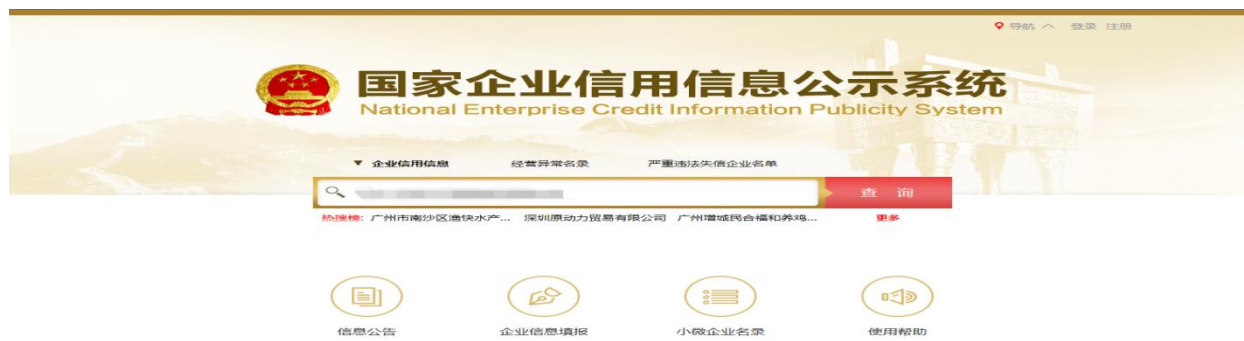 导航 登录 注册
国家企业信用信息公示系统
National Enterprise Credit Information Publicity System
企业信用信息 经营异常名录 严重违法失信企业名单
查 询
热搜榜: 广州市南沙区渔快水产... 深圳原动力贸易有限公司 广州增城民合福和养鸡... 更多
信息公告 企业信息填报 小微企业名录 使用帮助